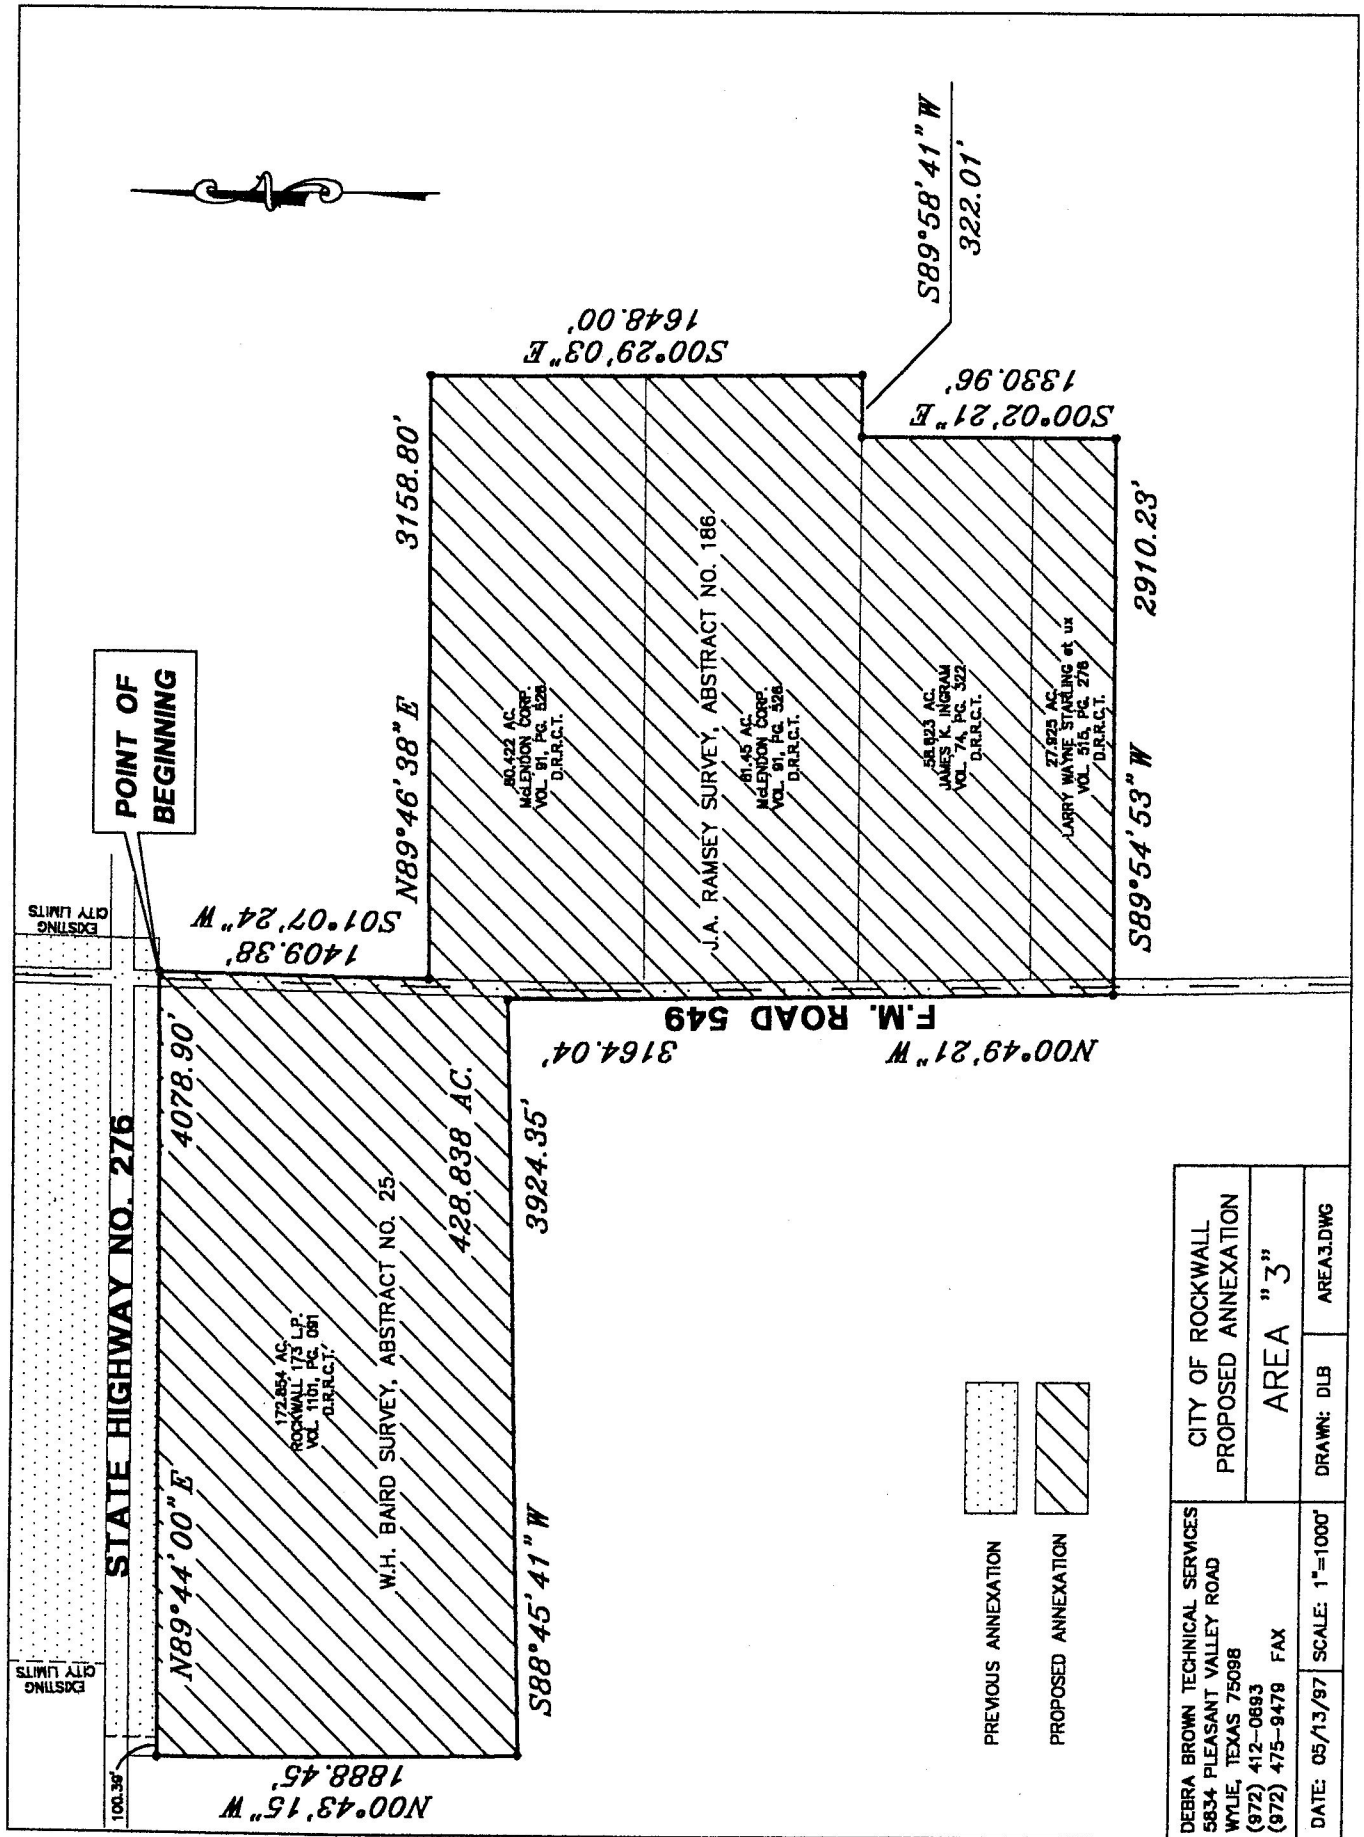 EXISTING
CITY LIMITS
EXISTING
CITY LIMITS
100.39'
STATE HIGHWAY NO. 276
POINT OF
BEGINNING
N89°44'00"E
4078.90'
S01°07'24"W
1409.38'
N89°46'38"E
3158.80'
S00°29'03"E
1648.00'
S89°58'41"W
322.01'
S00°02'21"E
1330.96'
S89°54'53"W
2910.23'
N00°49'21"W
3164.04'
F.M. ROAD 549
S88°45'41"W
3924.35'
N00°43'15"W
1888.45'
172.854 AC.
ROCKWALL 173 L.P.
VOL. 1101, PG. 091
D.R.R.C.T.
W.H. BAIRD SURVEY, ABSTRACT NO. 25
428.838 AC.
80.422 AC.
McLENDON CORP.
VOL. 91, PG. 526
D.R.R.C.T.
J.A. RAMSEY SURVEY, ABSTRACT NO. 186
81.45 AC.
McLENDON CORP.
VOL. 91, PG. 526
D.R.R.C.T.
58.623 AC.
JAMES K. INGRAM
VOL. 74, PG. 322
D.R.R.C.T.
27.925 AC.
LARRY WAYNE STARLING et ux
VOL. 515, PG. 276
D.R.R.C.T.
PREVIOUS ANNEXATION
PROPOSED ANNEXATION
DEBRA BROWN TECHNICAL SERVICES
5834 PLEASANT VALLEY ROAD
WYLIE, TEXAS 75098
(972) 412-0693
(972) 475-9479 FAX
CITY OF ROCKWALL
PROPOSED ANNEXATION
AREA "3"
DATE: 05/13/97
SCALE: 1"=1000'
DRAWN: DLB
AREA3.DWG